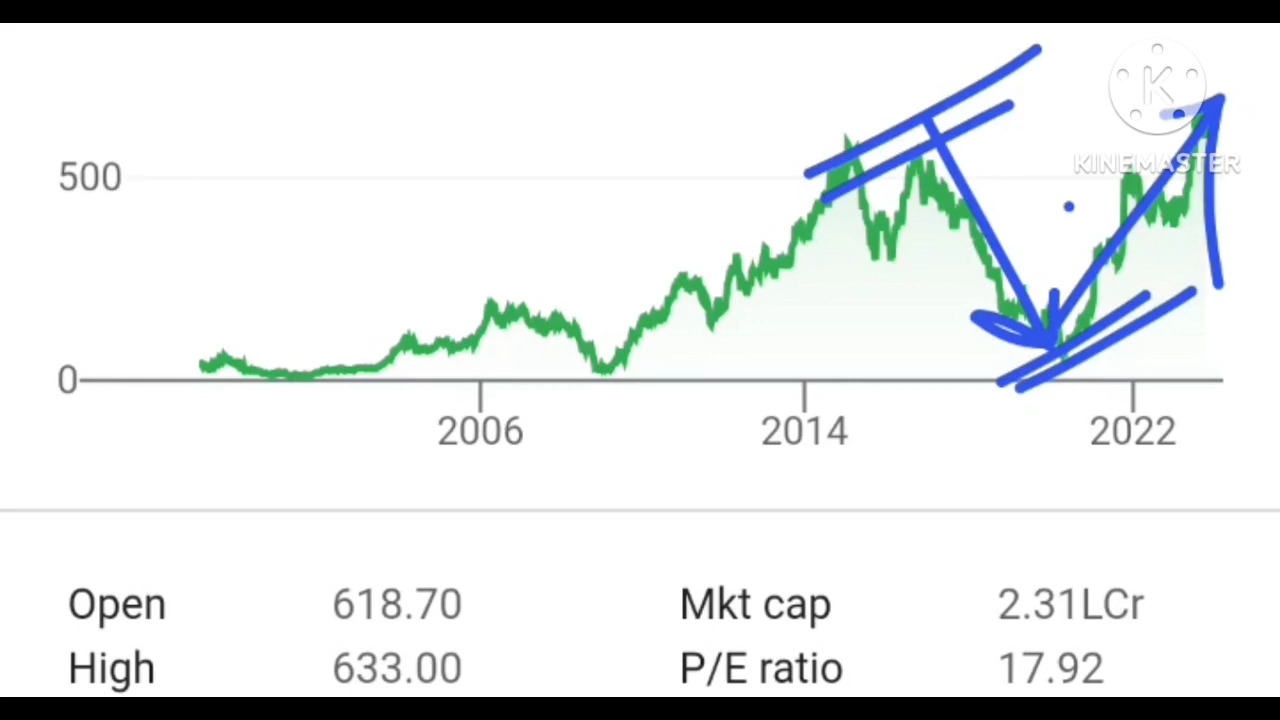 K
KINEMASTER
500
0
2006 2014 2022
Open 618.70 Mkt cap 2.31LCr
High 633.00 P/E ratio 17.92